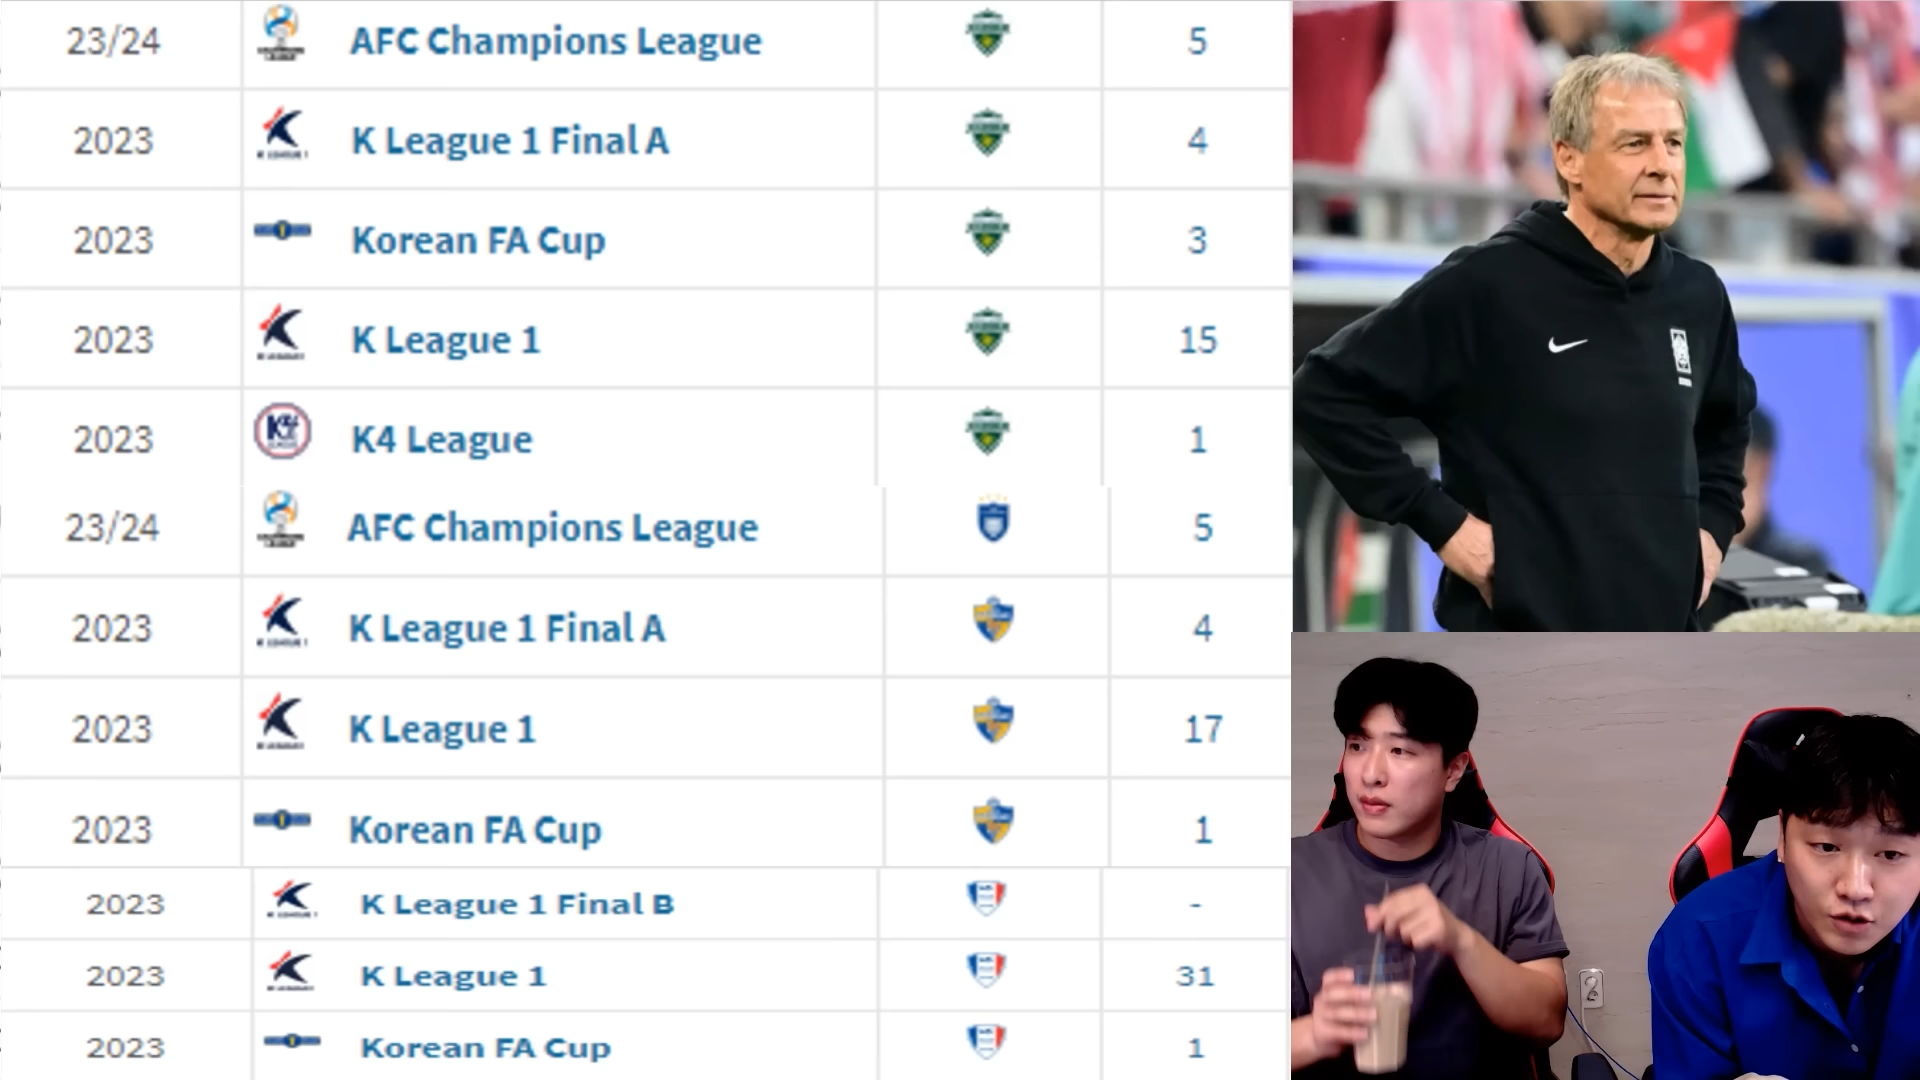 23/24 AFC Champions League 5
2023 K League 1 Final A 4
2023 Korean FA Cup 3
2023 K League 1 15
2023 K4 League 1
23/24 AFC Champions League 5
2023 K League 1 Final A 4
2023 K League 1 17
2023 Korean FA Cup 1
2023 K League 1 Final B -
2023 K League 1 31
2023 Korean FA Cup 1